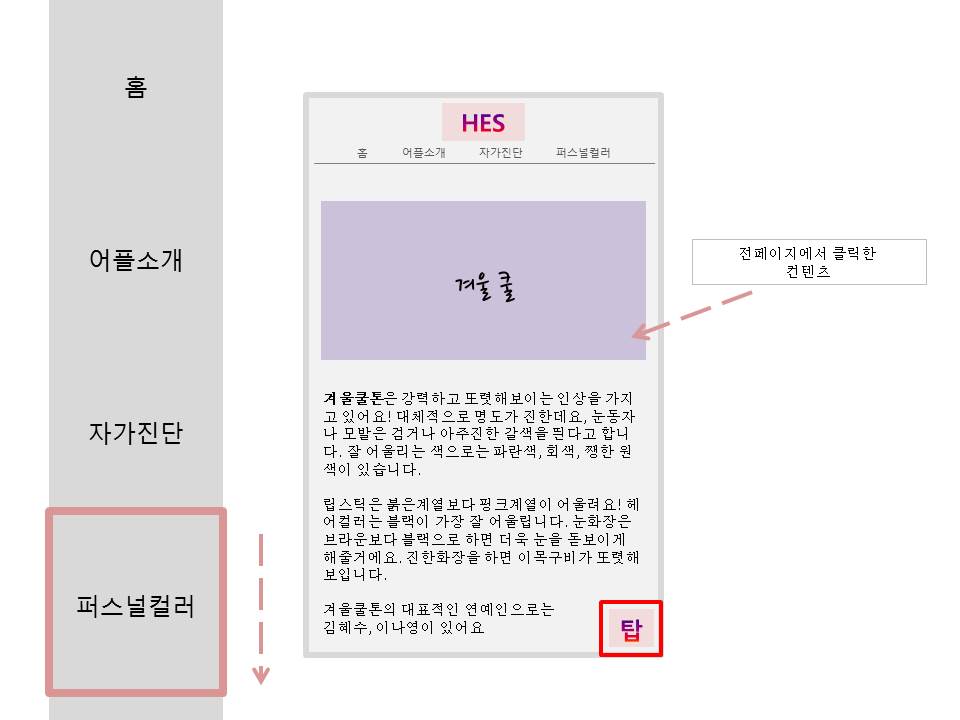 홈
어플소개
자가진단
퍼스널컬러
HES
홈 어플소개 자가진단 퍼스널컬러
겨울 쿨
겨울쿨톤은 강력하고 또렷해보이는 인상을 가지
고 있어요! 대체적으로 명도가 진한데요, 눈동자
나 모발은 검거나 아주진한 갈색을 띈다고 합니
다. 잘 어울리는 색으로는 파란색, 회색, 쨍한 원
색이 있습니다.
립스틱은 붉은계열보다 핑크계열이 어울려요! 헤
어컬러는 블랙이 가장 잘 어울립니다. 눈화장은
브라운보다 블랙으로 하면 더욱 눈을 돋보이게
해줄거에요. 진한화장을 하면 이목구비가 또렷해
보입니다.
겨울쿨톤의 대표적인 연예인으로는
김혜수, 이나영이 있어요
탑
전페이지에서 클릭한
컨텐츠